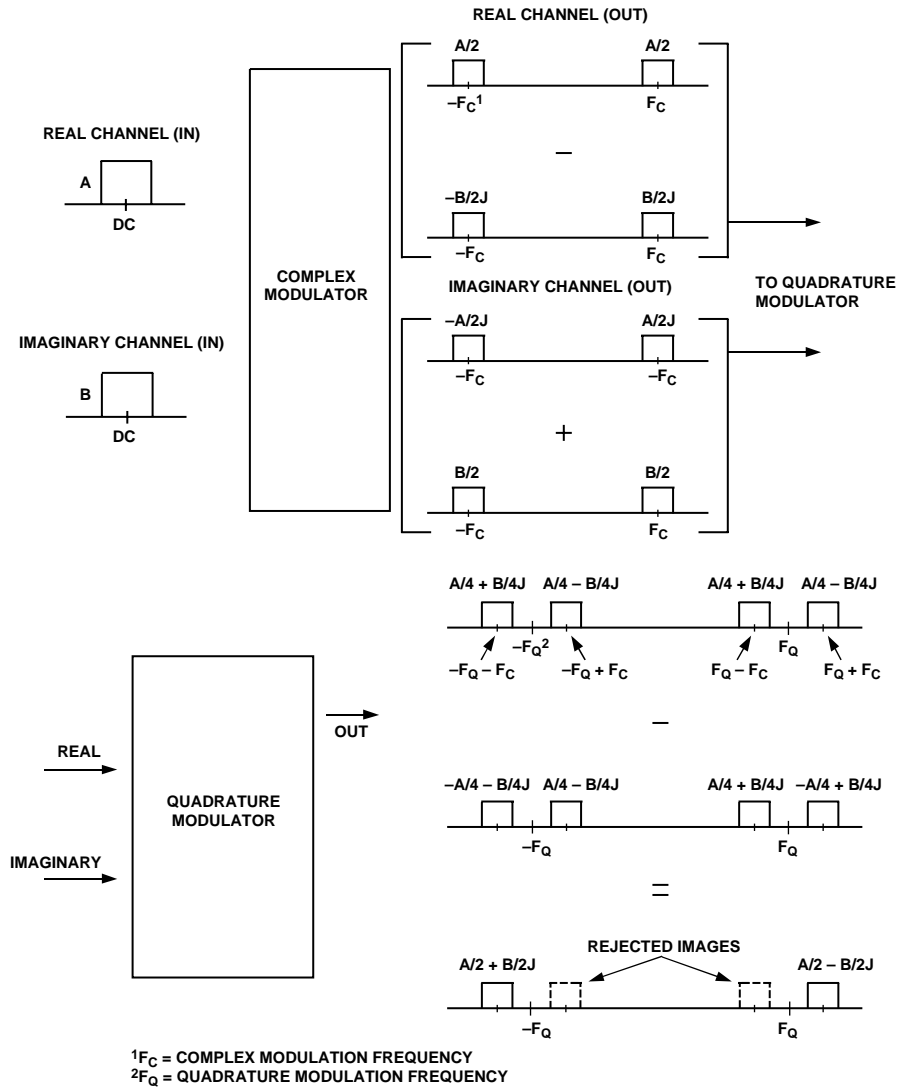 REAL CHANNEL (OUT)
A/2 A/2
–FC1 FC
REAL CHANNEL (IN)
A
DC
–
–B/2J B/2J
–FC FC
COMPLEX
MODULATOR
IMAGINARY CHANNEL (OUT)
TO QUADRATURE
MODULATOR
–A/2J A/2J
–FC –FC
IMAGINARY CHANNEL (IN)
B
DC
+
B/2 B/2
–FC FC
A/4 + B/4J A/4 – B/4J A/4 + B/4J A/4 – B/4J
–FQ2 FQ
–FQ – FC –FQ + FC FQ – FC FQ + FC
OUT
–
REAL
–A/4 – B/4J A/4 – B/4J A/4 + B/4J –A/4 + B/4J
QUADRATURE
MODULATOR
–FQ FQ
IMAGINARY
=
REJECTED IMAGES
A/2 + B/2J A/2 – B/2J
–FQ FQ
1FC = COMPLEX MODULATION FREQUENCY
2FQ = QUADRATURE MODULATION FREQUENCY